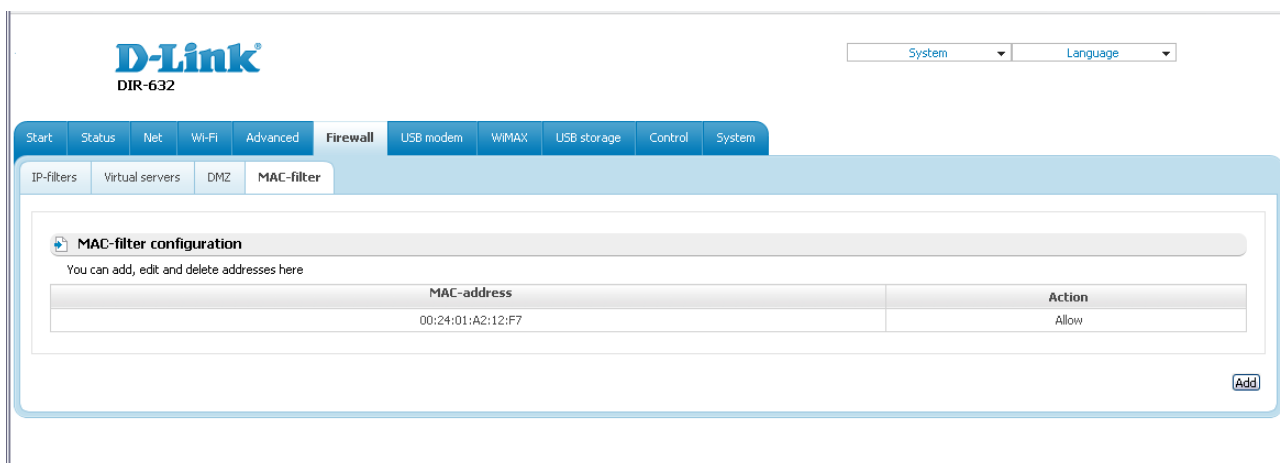 D-Link®
DIR-632
System Language
Start Status Net Wi-Fi Advanced Firewall USB modem WiMAX USB storage Control System
IP-filters Virtual servers DMZ MAC-filter
MAC-filter configuration
You can add, edit and delete addresses here
MAC-address Action
00:24:01:A2:12:F7 Allow
Add